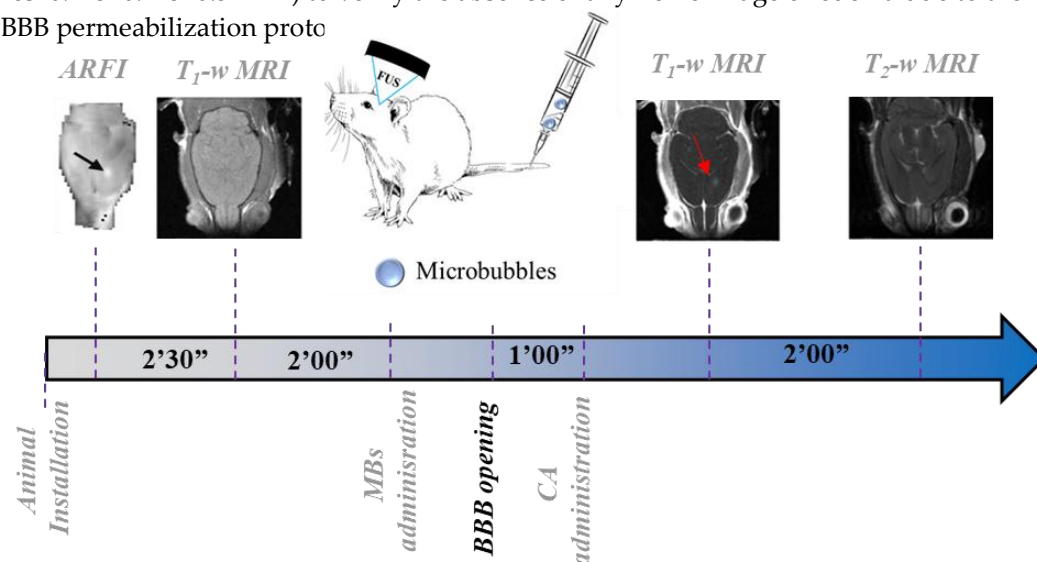 BBB permeabilization proto
ARFI
T1-w MRI
FUS
T1-w MRI
T2-w MRI
Microbubbles
2’30”
2’00”
1’00”
2’00”
Animal
Installation
MBs
adminisration
BBB opening
CA
administration